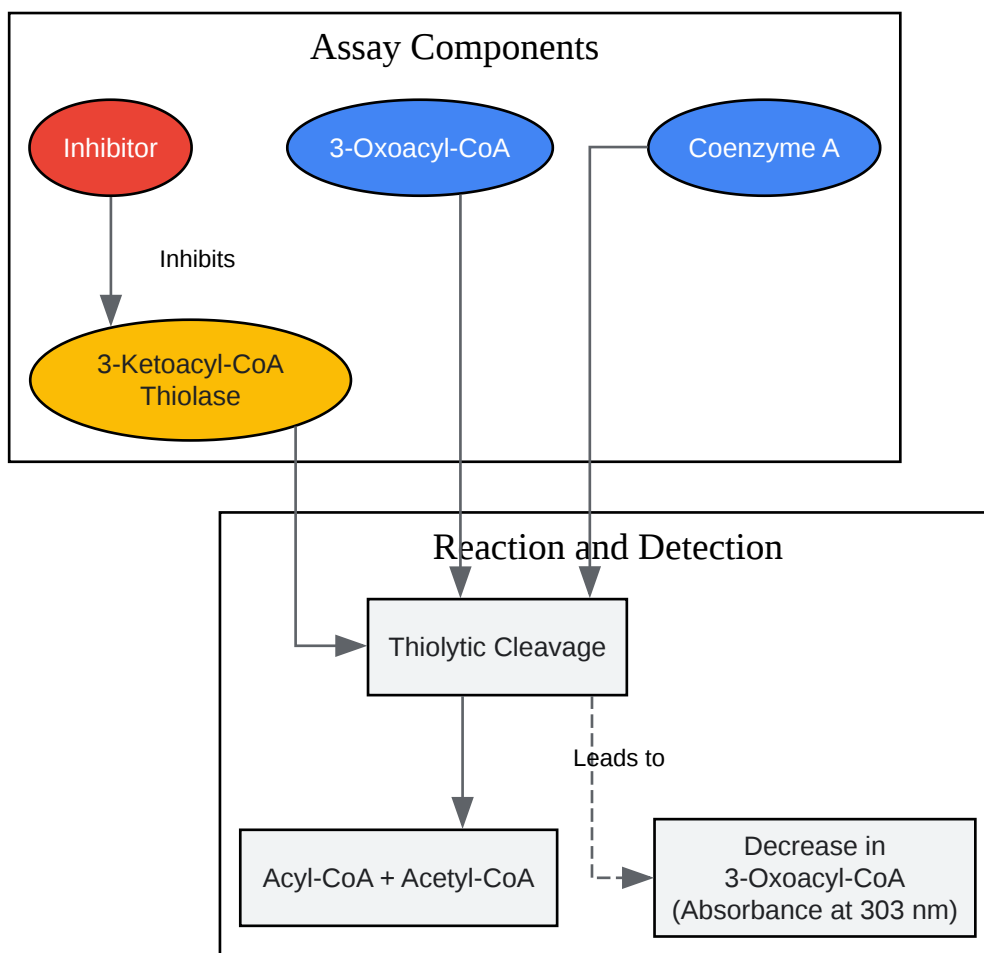 Assay Components
Inhibitor
3-Oxoacyl-CoA
Coenzyme A
Inhibits
3-Ketoacyl-CoA
Thiolase
Reaction and Detection
Thiolytic Cleavage
Leads to
Acyl-CoA + Acetyl-CoA
Decrease in
3-Oxoacyl-CoA
(Absorbance at 303 nm)